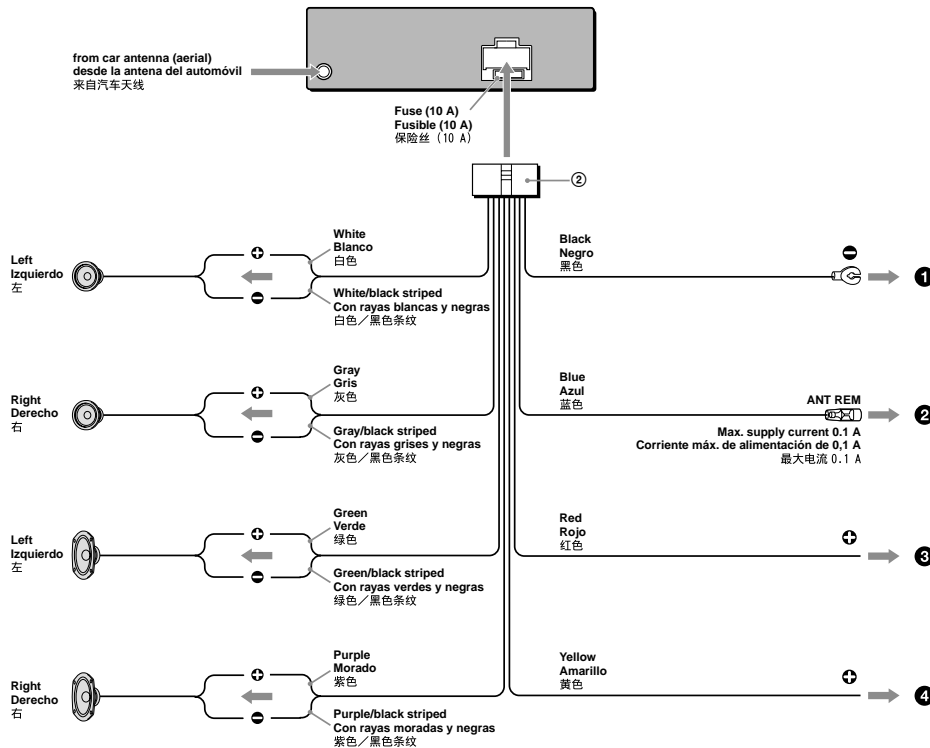 from car antenna (aerial)
desde la antena del automóvil
来自汽车天线
Fuse (10 A)
Fusible (10 A)
保险丝 (10 A)
②
Left
Izquierdo
左
White
Blanco
白色
White/black striped
Con rayas blancas y negras
白色／黑色条纹
Black
Negro
黑色
❶
Right
Derecho
右
Gray
Gris
灰色
Gray/black striped
Con rayas grises y negras
灰色／黑色条纹
Blue
Azul
蓝色
ANT REM
Max. supply current 0.1 A
Corriente máx. de alimentación de 0,1 A
最大电流 0.1 A
❷
Left
Izquierdo
左
Green
Verde
绿色
Green/black striped
Con rayas verdes y negras
绿色／黑色条纹
Red
Rojo
红色
❸
Right
Derecho
右
Purple
Morado
紫色
Purple/black striped
Con rayas moradas y negras
紫色／黑色条纹
Yellow
Amarillo
黄色
❹